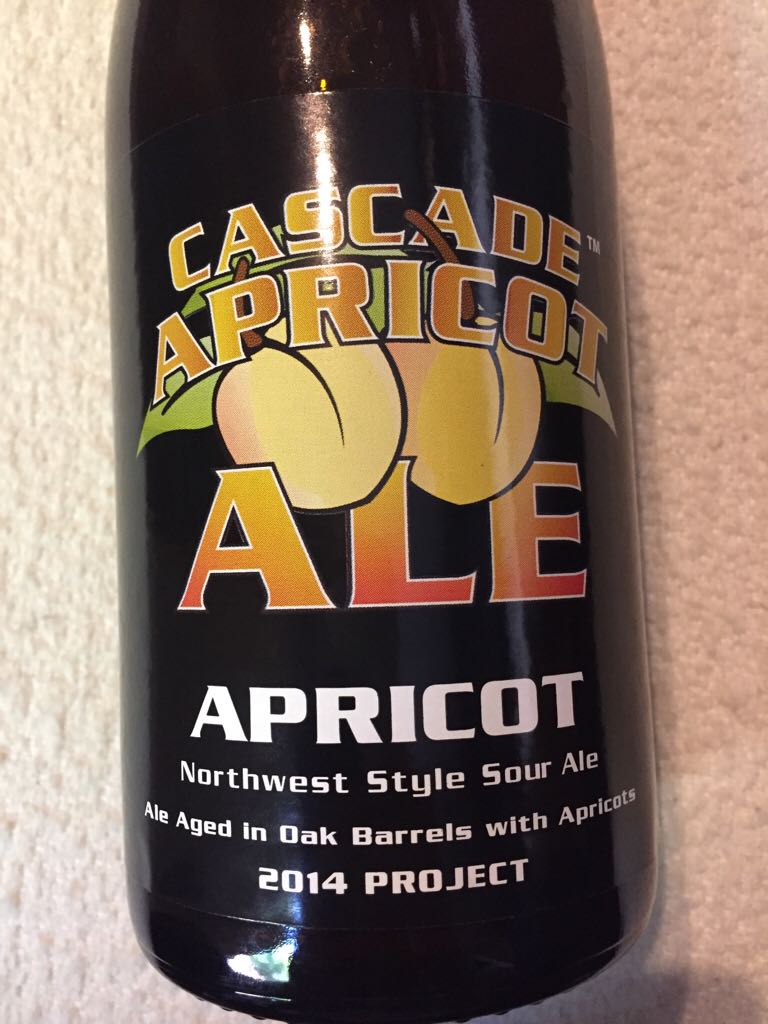 CASCADE™
APRICOT
ALE
APRICOT
Northwest Style Sour Ale
Ale Aged in Oak Barrels with Apricots
2014 PROJECT